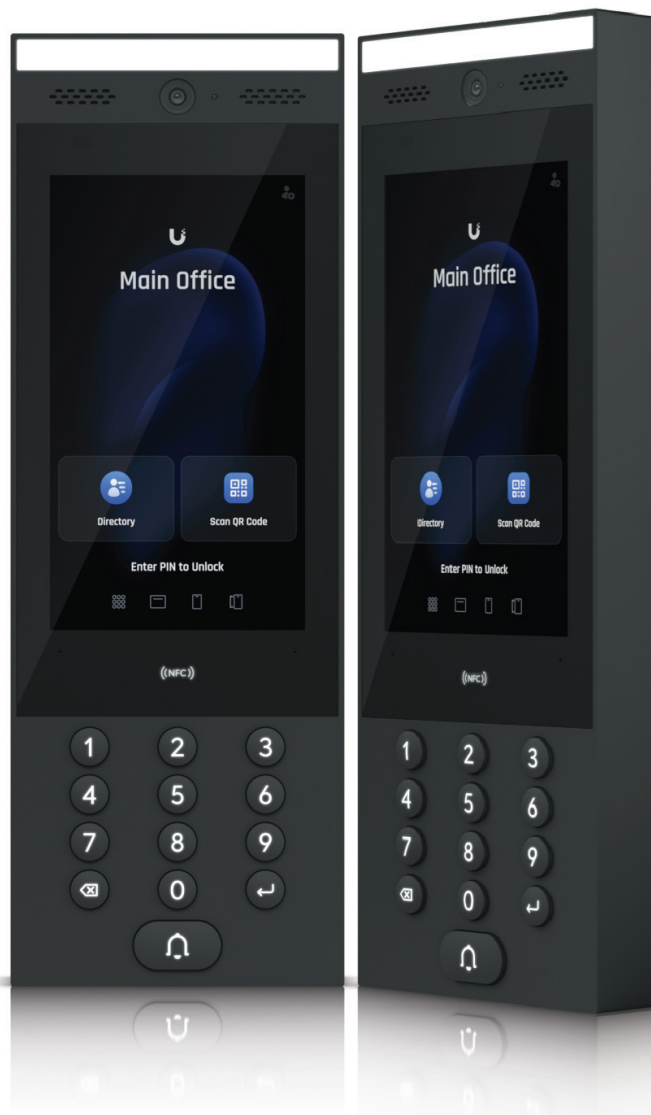 Main Office
Directory
Scan QR Code
Enter PIN to Unlock
((NFC))
1 2 3
4 5 6
7 8 9
0
Main Office
Directory
Scan QR Code
Enter PIN to Unlock
((NFC))
1 2 3
4 5 6
7 8 9
0